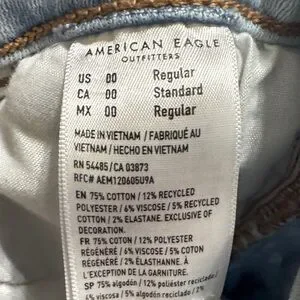 AMERICAN EAGLE
OUTFITTERS
US 00 Regular
CA 00 Standard
MX 00 Regular
MADE IN VIETNAM / FABRIQUÉ AU
VIETNAM / HECHO EN VIETNAM
RN 54485/CA 03873
RFC# AEM120605U9A
EN 75% COTTON / 12% RECYCLED
POLYESTER / 6% VISCOSE / 5% RECYCLED
COTTON / 2% ELASTANE. EXCLUSIVE OF
DECORATION.
FR 75% COTON / 12% POLYESTER
RÉGÉNÉRÉ / 6% VISCOSE / 5% COTON
RÉGÉNÉRÉ / 2% ÉLASTHANNE. À
L'EXCEPTION DE LA GARNITURE.
SP 75% algodón / 12% poliéster reciclado /
6% viscosa / 5% algodón reciclado / 2%